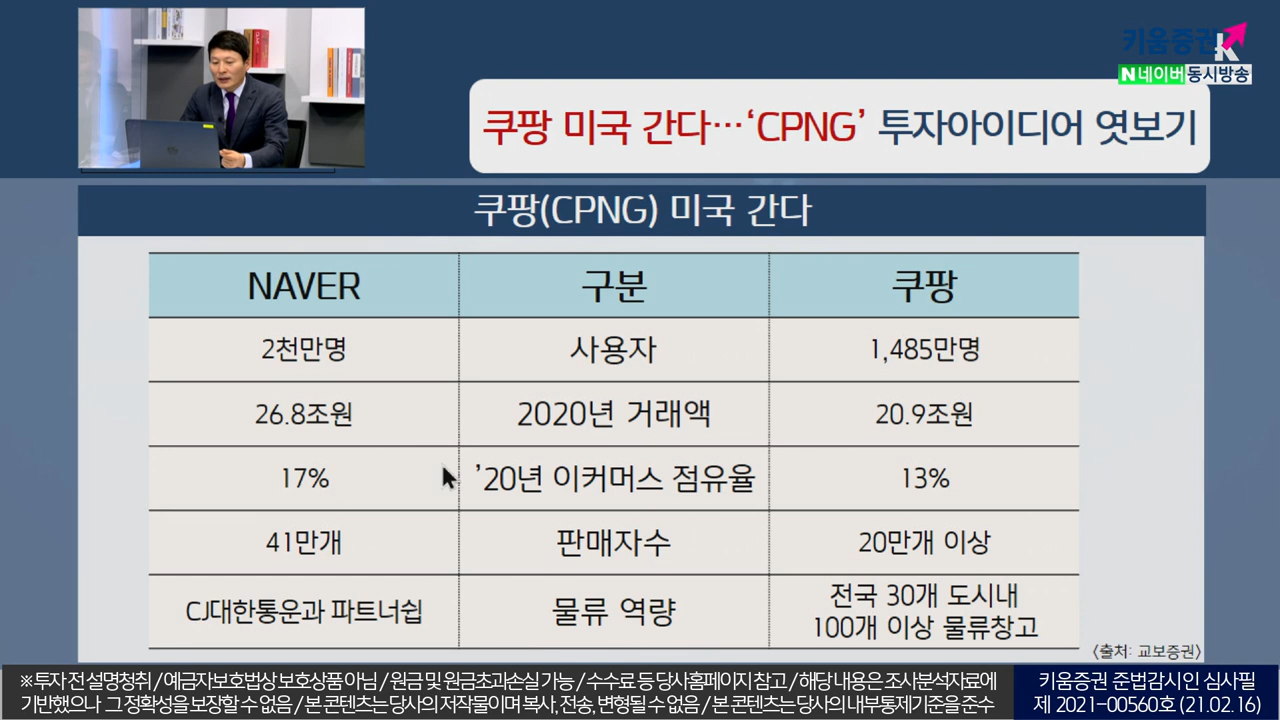 키움증권
N 네이버 동시방송
쿠팡 미국 간다…‘CPNG’ 투자아이디어 엿보기
쿠팡(CPNG) 미국 간다
NAVER 구분 쿠팡
2천만명 사용자 1,485만명
26.8조원 2020년 거래액 20.9조원
17% ’20년 이커머스 점유율 13%
41만개 판매자수 20만개 이상
CJ대한통운과 파트너쉽 물류 역량 전국 30개 도시내
100개 이상 물류창고
<출처: 교보증권>
※ 투자 전 설명청취 / 예금자보호법상 보호상품 아님 / 원금 및 원금초과손실 가능 / 수수료 등 당사홈페이지 참고 / 해당 내용은 조사분석자료에
기반했으나 그 정확성을 보장할 수 없음 / 본 콘텐츠는 당사의 저작물이며 복사, 전송, 변형될 수 없음 / 본 콘텐츠는 당사의 내부통제기준을 준수
키움증권 준법감시인 심사필
제 2021-00560호 (21.02.16)